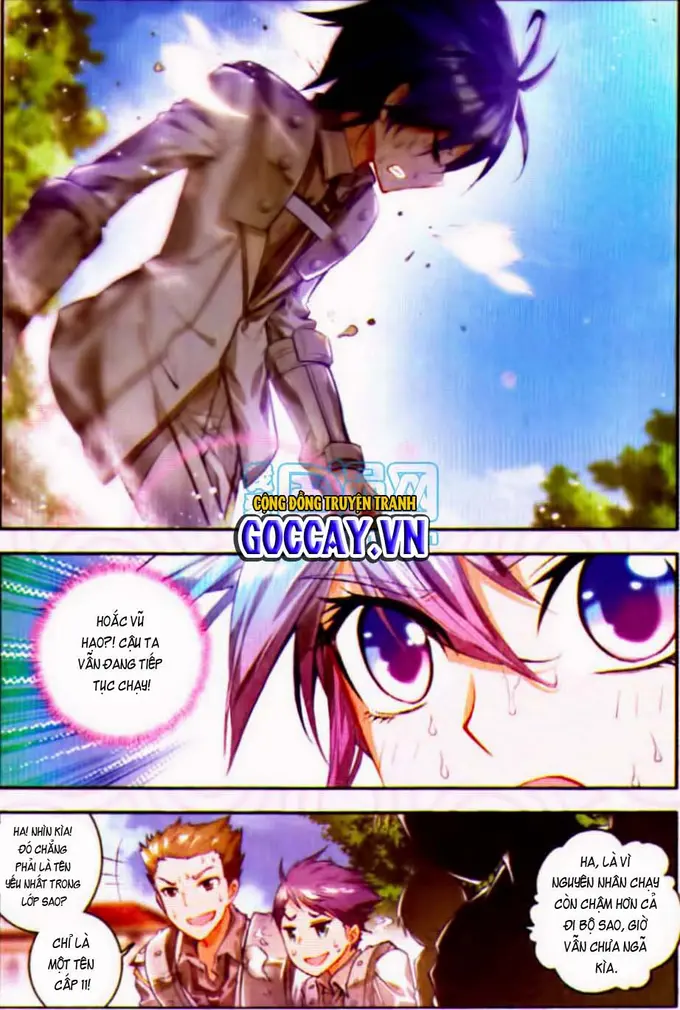 CỘNG ĐỒNG TRUYỆN TRANH
GOCCAY.VN
HOẮC VŨ
HẠO?! CẬU TA
VẪN ĐANG TIẾP
TỤC CHẠY!
HA! NHÌN KÌA!
ĐÓ CHẲNG
PHẢI LÀ TÊN
YẾU NHẤT TRONG
LỚP SAO?
CHỈ LÀ
MỘT TÊN
CẤP 11!
HA, LÀ VÌ
NGUYÊN NHÂN CHẠY
CÒN CHẬM HƠN CẢ
ĐI BỘ SAO, GIỜ
VẪN CHƯA NGÃ
KÌA.